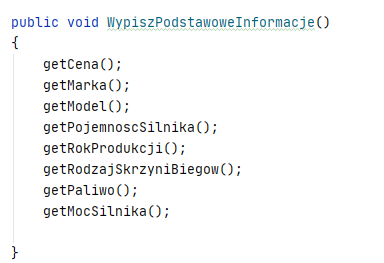 public void WypiszPodstawoweInformacje()
{
    getCena();
    getMarka();
    getModel();
    getPojemnoscSilnika();
    getRokProdukcji();
    getRodzajSkrzyniBiegow();
    getPaliwo();
    getMocSilnika();
}